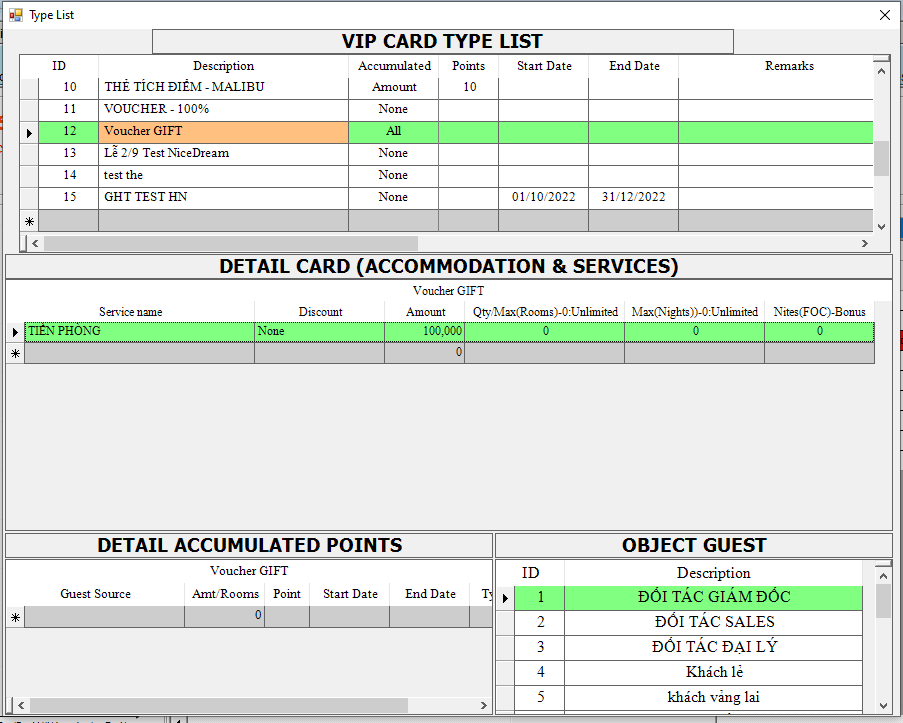 Type List
VIP CARD TYPE LIST
ID Description Accumulated Points Start Date End Date Remarks
10 THẺ TÍCH ĐIỂM - MALIBU Amount 10
11 VOUCHER - 100% None
12 Voucher GIFT All
13 Lễ 2/9 Test NiceDream None
14 test the None
15 GHT TEST HN None 01/10/2022 31/12/2022
DETAIL CARD (ACCOMMODATION & SERVICES)
Voucher GIFT
Service name Discount Amount Qty/Max(Rooms)-0:Unlimited Max(Nights))-0:Unlimited Nites(FOC)-Bonus
TIỀN PHÒNG None 100,000 0 0 0
0
DETAIL ACCUMULATED POINTS
Voucher GIFT
Guest Source Amt/Rooms Point Start Date End Date Ty
0
OBJECT GUEST
ID Description
1 ĐỐI TÁC GIÁM ĐỐC
2 ĐỐI TÁC SALES
3 ĐỐI TÁC ĐẠI LÝ
4 Khách lẻ
5 khách vảng lai